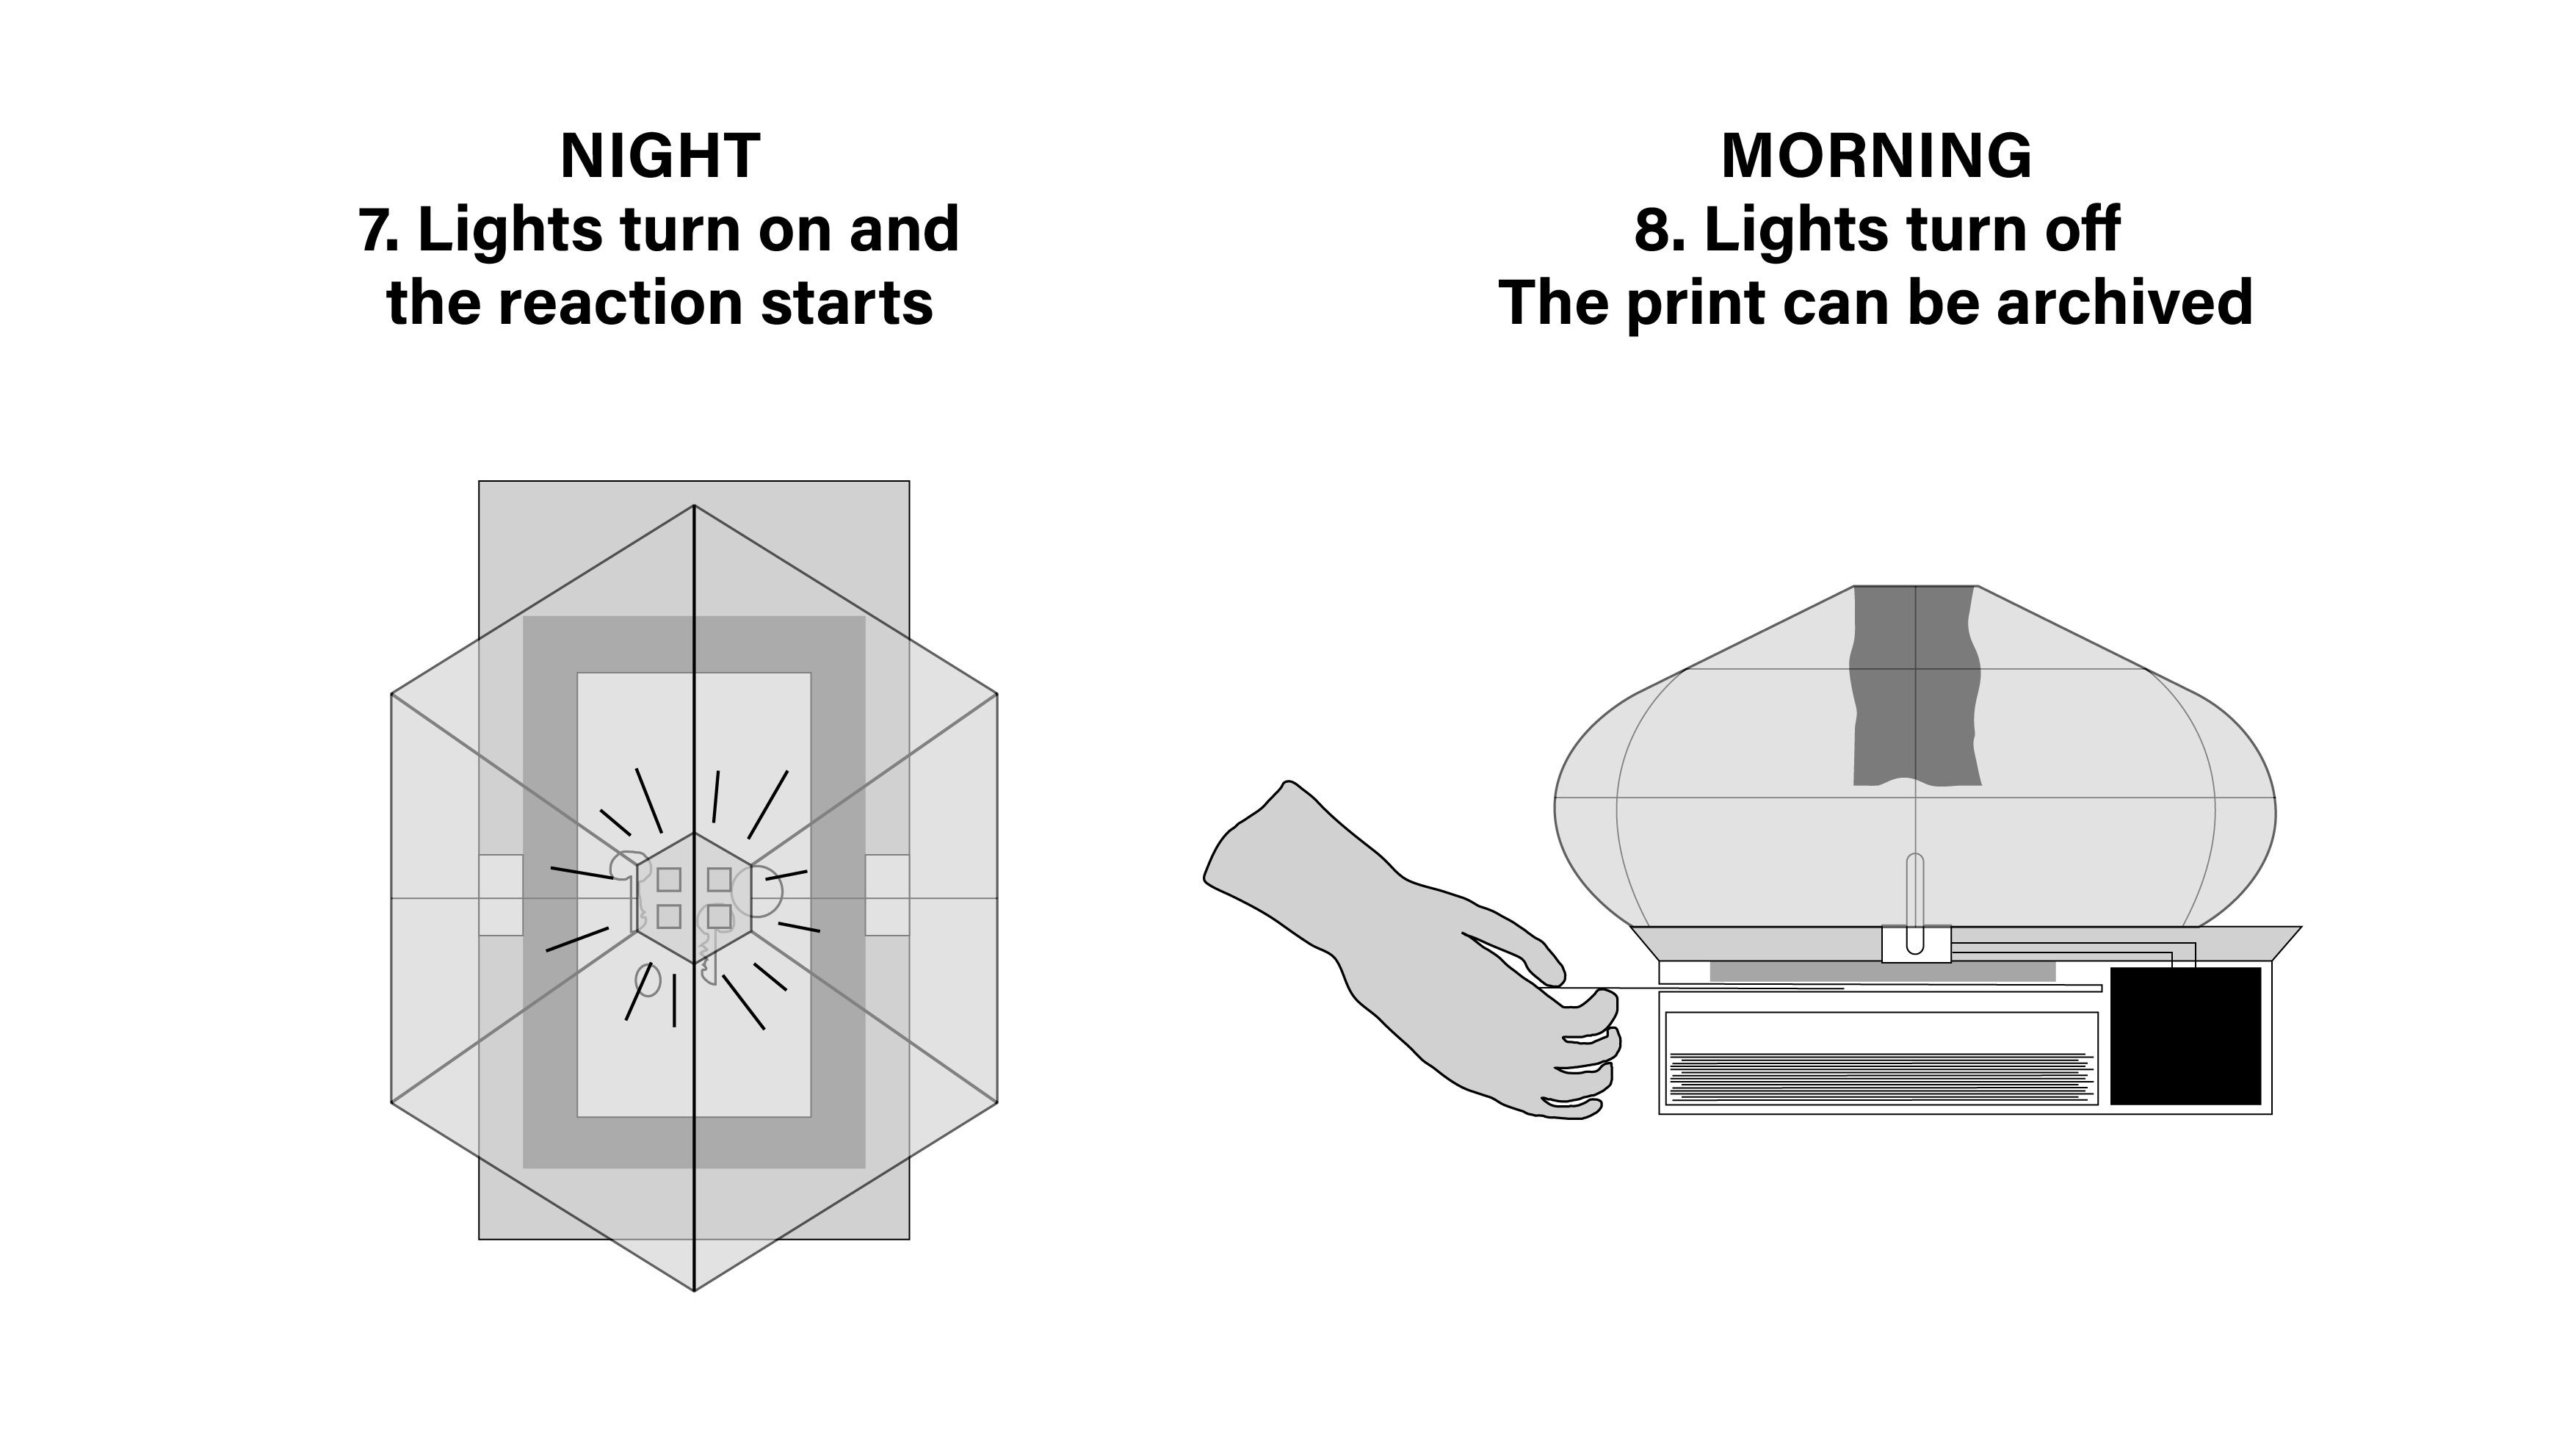 NIGHT
7. Lights turn on and
the reaction starts
MORNING
8. Lights turn off
The print can be archived